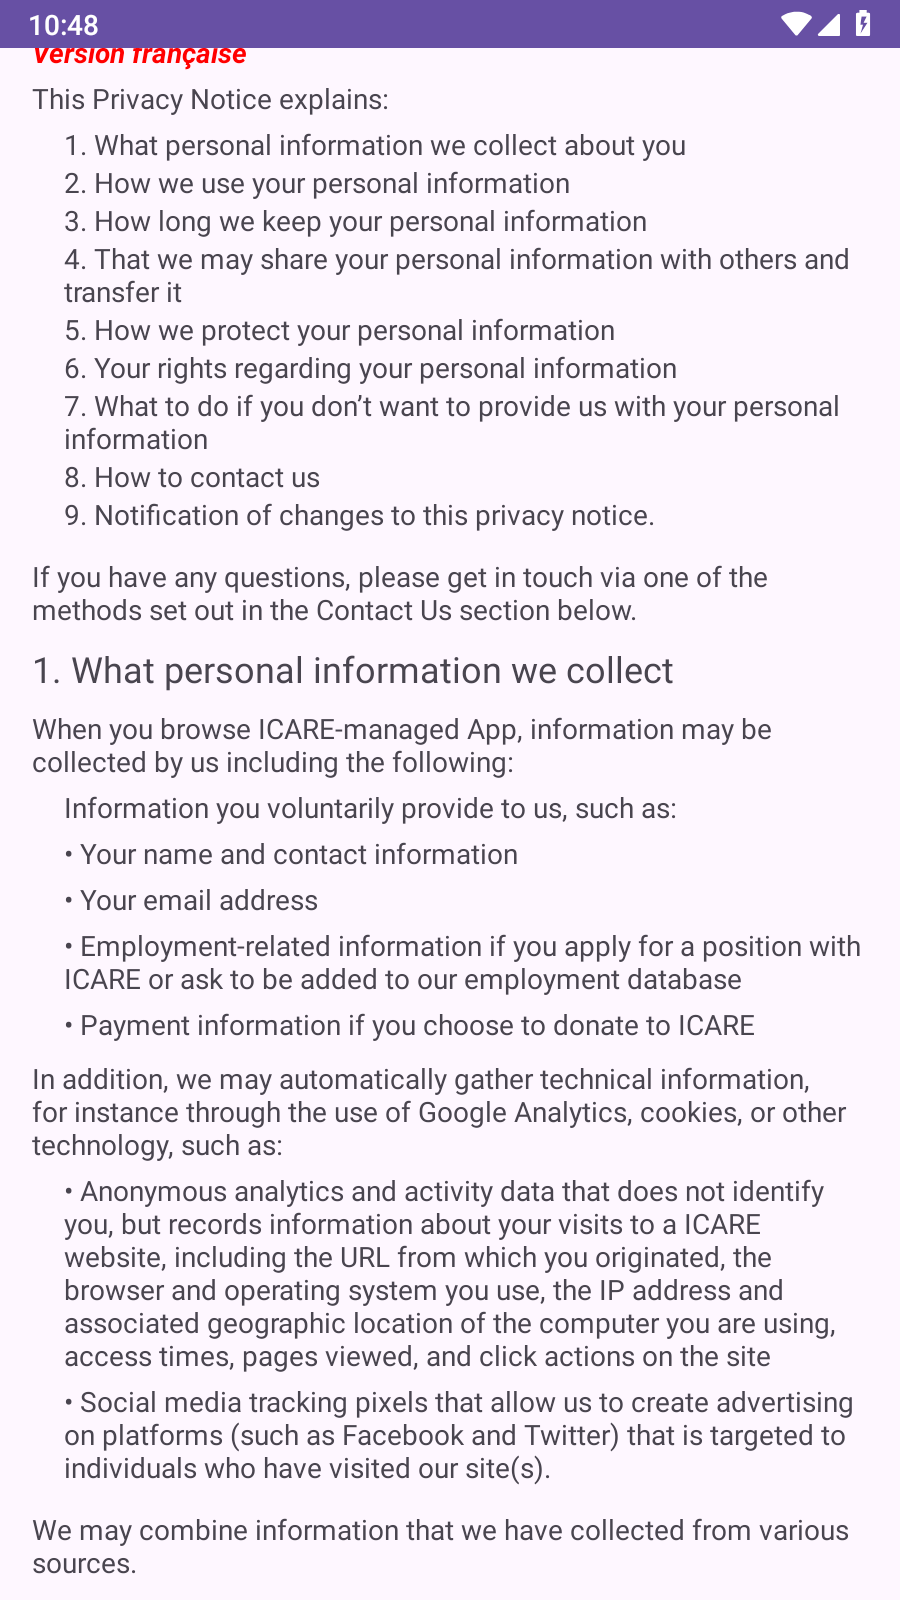 10:48
Version française
This Privacy Notice explains:
1. What personal information we collect about you
2. How we use your personal information
3. How long we keep your personal information
4. That we may share your personal information with others and
transfer it
5. How we protect your personal information
6. Your rights regarding your personal information
7. What to do if you don’t want to provide us with your personal
information
8. How to contact us
9. Notification of changes to this privacy notice.
If you have any questions, please get in touch via one of the
methods set out in the Contact Us section below.
1. What personal information we collect
When you browse ICARE-managed App, information may be
collected by us including the following:
Information you voluntarily provide to us, such as:
• Your name and contact information
• Your email address
• Employment-related information if you apply for a position with
ICARE or ask to be added to our employment database
• Payment information if you choose to donate to ICARE
In addition, we may automatically gather technical information,
for instance through the use of Google Analytics, cookies, or other
technology, such as:
• Anonymous analytics and activity data that does not identify
you, but records information about your visits to a ICARE
website, including the URL from which you originated, the
browser and operating system you use, the IP address and
associated geographic location of the computer you are using,
access times, pages viewed, and click actions on the site
• Social media tracking pixels that allow us to create advertising
on platforms (such as Facebook and Twitter) that is targeted to
individuals who have visited our site(s).
We may combine information that we have collected from various
sources.